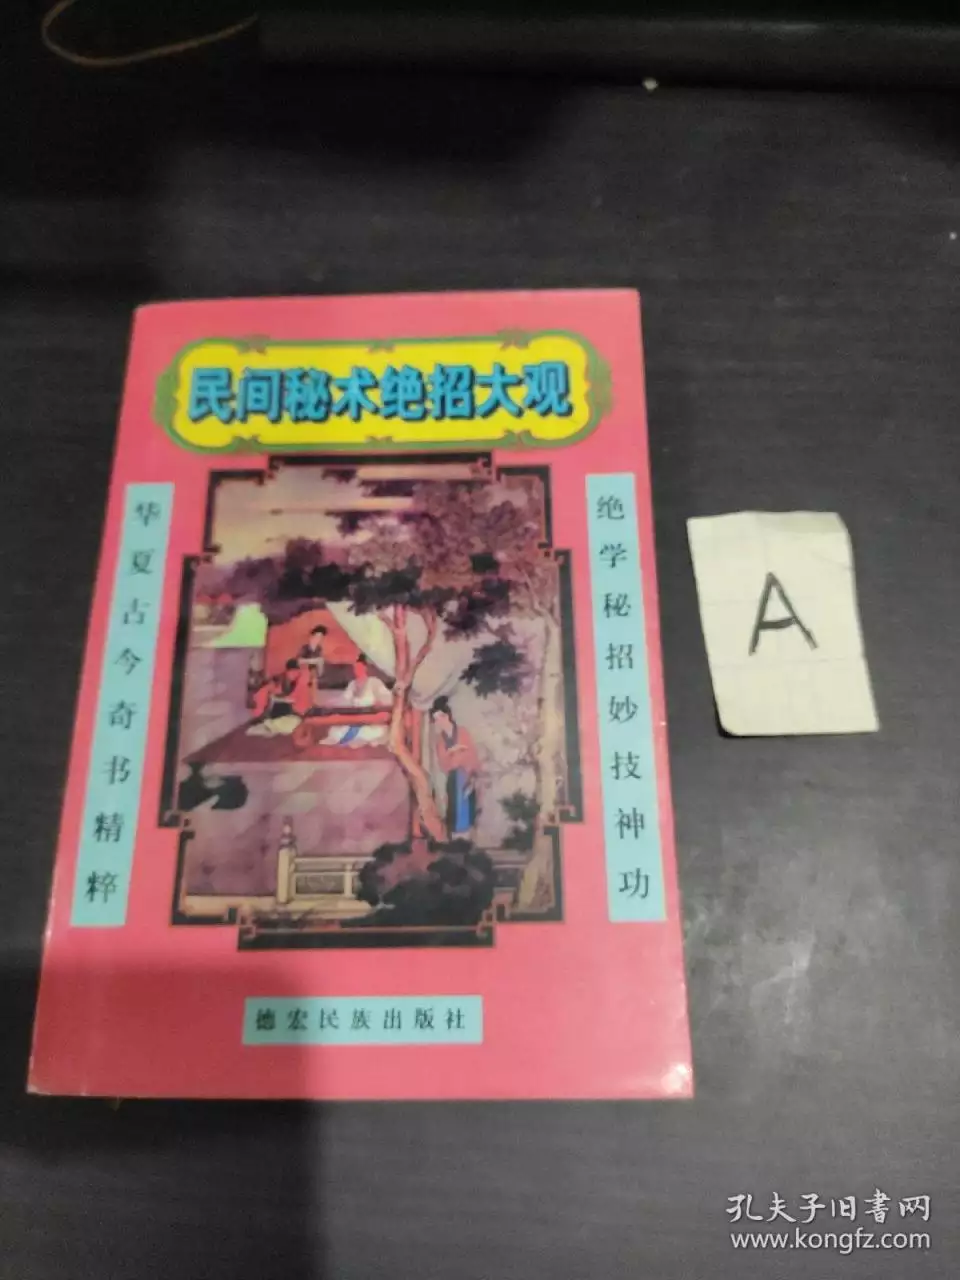 民间秘术绝招大观
华夏古今奇书精粹
绝学秘招妙技神功
德宏民族出版社
A
孔夫子旧书网
www.kongfz.com